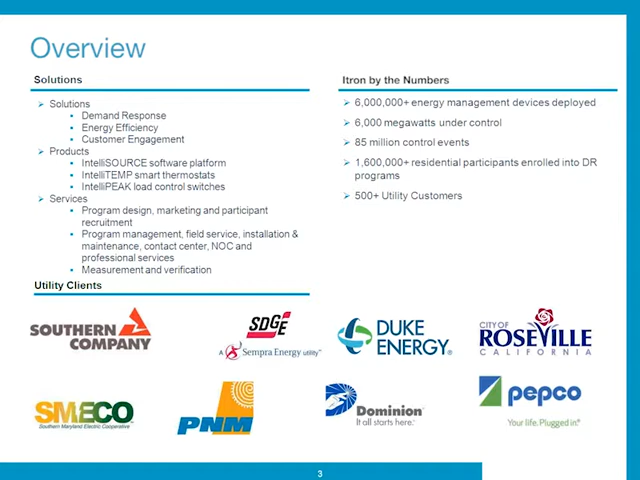 Overview
Solutions
Solutions
Demand Response
Energy Efficiency
Customer Engagement
Products
IntelliSOURCE software platform
IntelliTEMP smart thermostats
IntelliPEAK load control switches
Services
Program design, marketing and participant
recruitment
Program management, field service, installation &
maintenance, contact center, NOC and
professional services
Measurement and verification
Itron by the Numbers
6,000,000+ energy management devices deployed
6,000 megawatts under control
85 million control events
1,600,000+ residential participants enrolled into DR
programs
500+ Utility Customers
Utility Clients
SOUTHERN
COMPANY
SDGE
A Sempra Energy utility®
DUKE
ENERGY®
CITY OF
ROSEVILLE
CALIFORNIA
SMECO
Southern Maryland Electric Cooperative
PNM
Dominion
It all starts here.
pepco
Your life. Plugged in.®
3